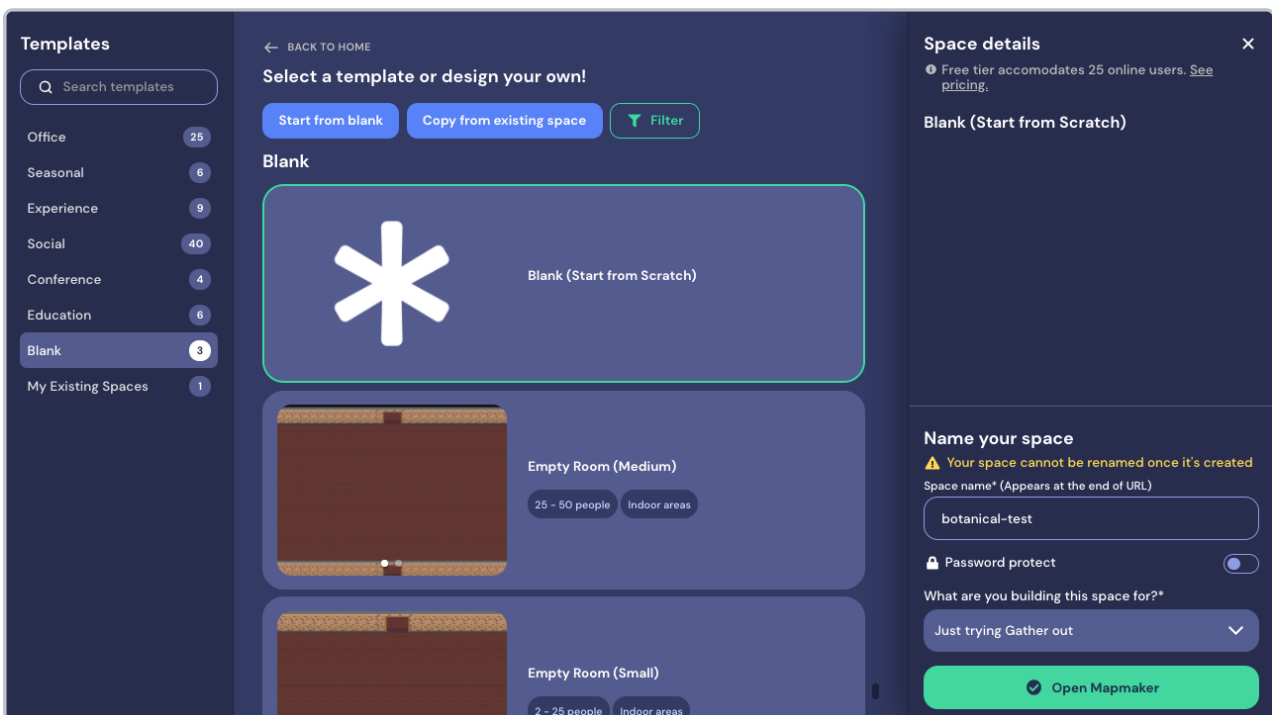 Templates
Search templates
Office 25
Seasonal 6
Experience 9
Social 40
Conference 4
Education 6
Blank 3
My Existing Spaces 1
BACK TO HOME
Select a template or design your own!
Start from blank
Copy from existing space
Filter
Blank
Blank (Start from Scratch)
Empty Room (Medium)
25 - 50 people
Indoor areas
Empty Room (Small)
2 - 25 people
Indoor areas
Space details
Free tier accomodates 25 online users. See
pricing.
Blank (Start from Scratch)
Name your space
Your space cannot be renamed once it's created
Space name* (Appears at the end of URL)
botanical-test
Password protect
What are you building this space for?*
Just trying Gather out
Open Mapmaker